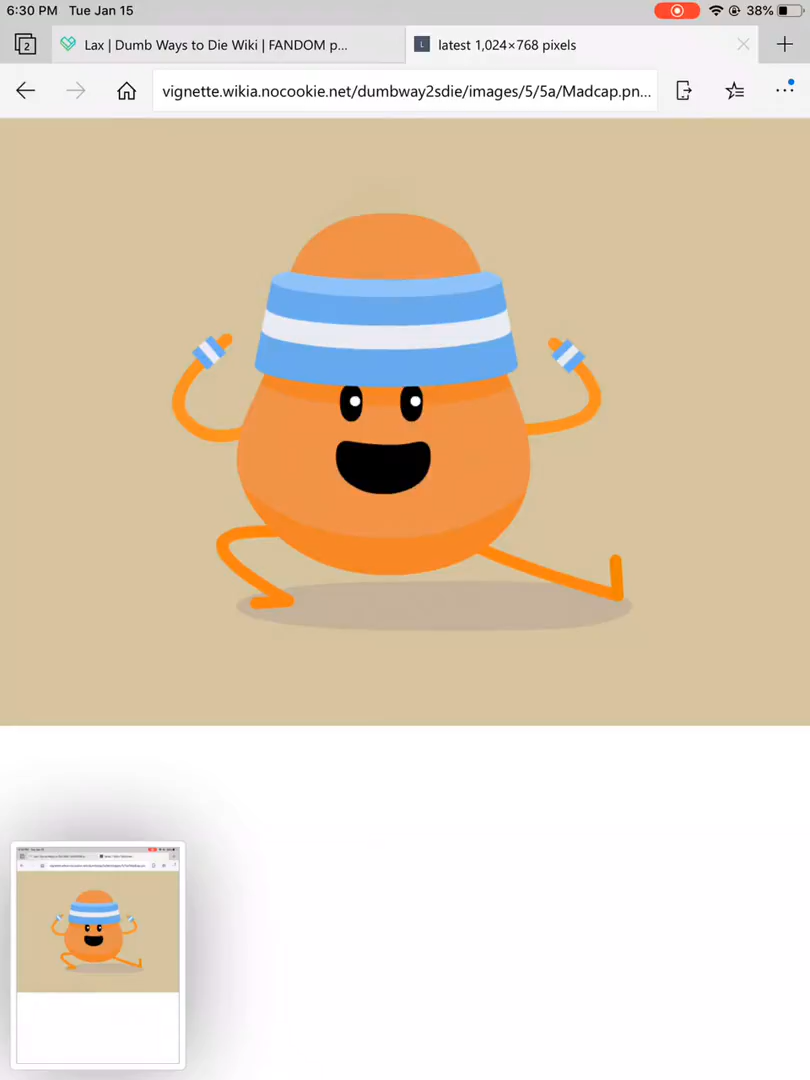 6:30 PM Tue Jan 15
38%
2
Lax | Dumb Ways to Die Wiki | FANDOM p...
L
latest 1,024×768 pixels
vignette.wikia.nocookie.net/dumbway2sdie/images/5/5a/Madcap.pn...